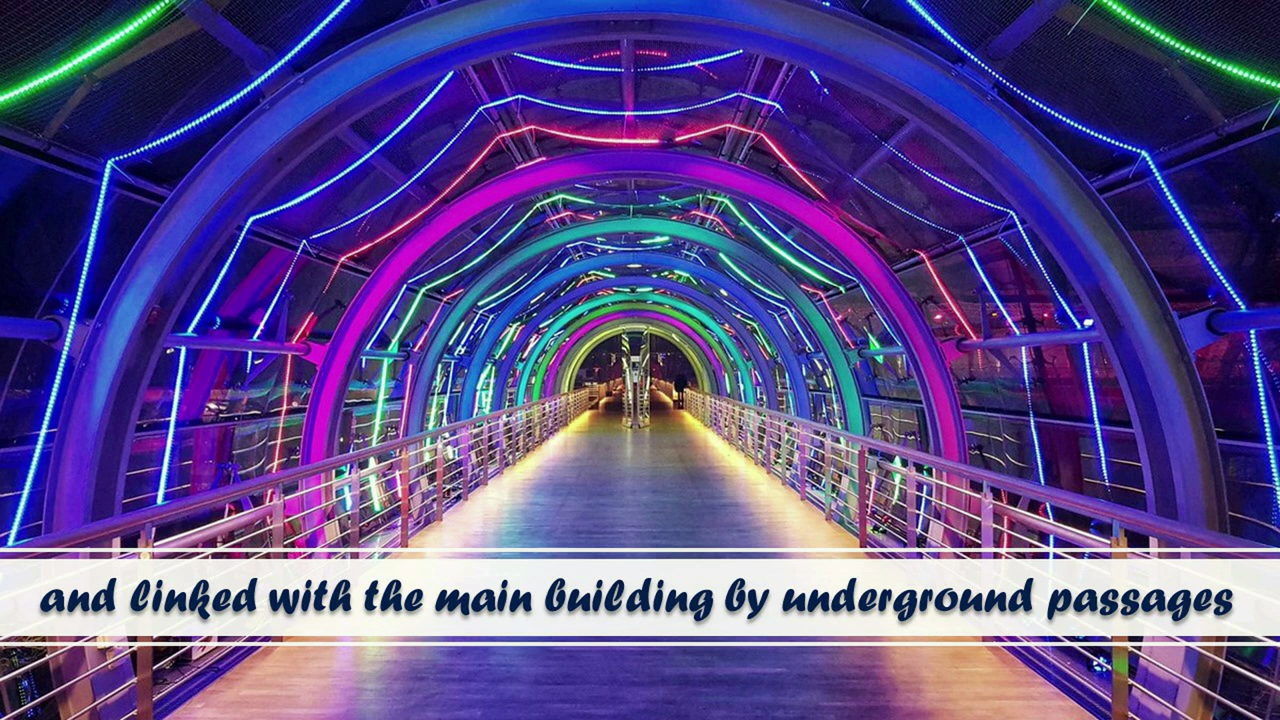 and linked with the main building by underground passages